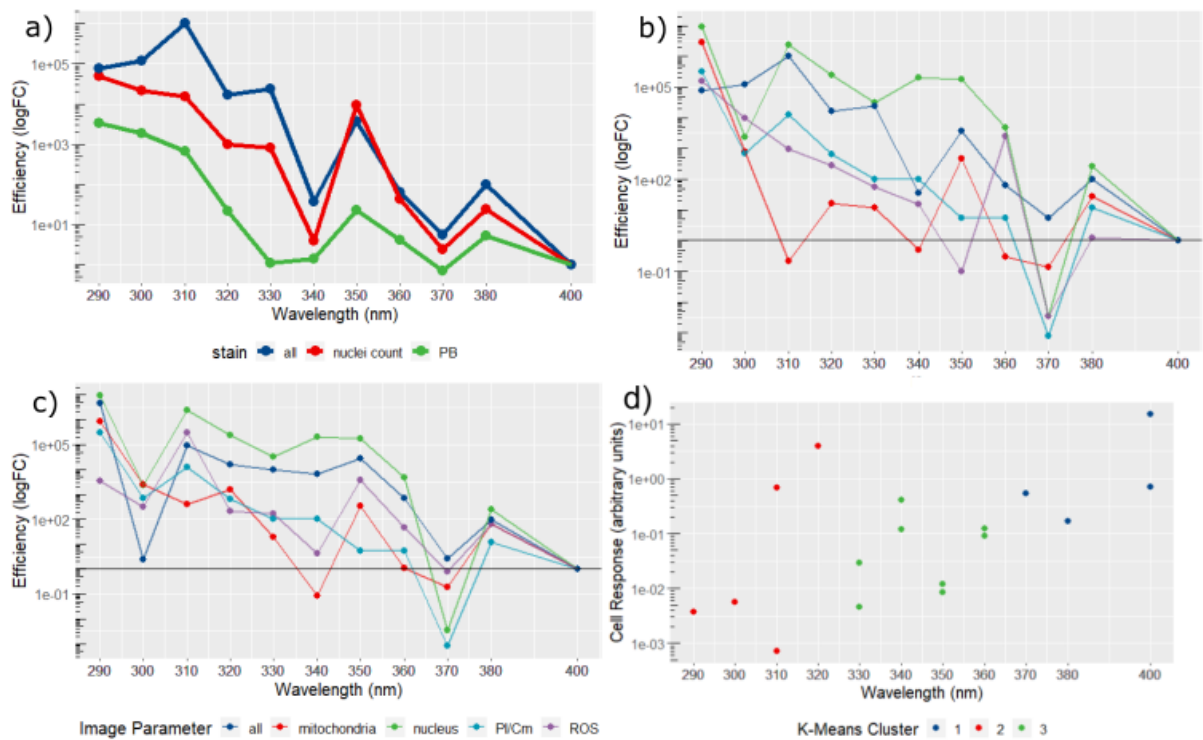 a)
Efficiency (logFC)
1e+05
1e+03
1e+01
290 300 310 320 330 340 350 360 370 380 400
Wavelength (nm)
stain all nuclei count PB
b)
Efficiency (logFC)
1e+05
1e+02
1e-01
290 300 310 320 330 340 350 360 370 380 400
c)
Efficiency (logFC)
1e+05
1e+02
1e-01
290 300 310 320 330 340 350 360 370 380 400
Wavelength (nm)
Image Parameter all mitochondria nucleus PI/Cm ROS
d)
Cell Response (arbitrary units)
1e+01
1e+00
1e-01
1e-02
1e-03
290 300 310 320 330 340 350 360 370 380 400
Wavelength (nm)
K-Means Cluster 1 2 3